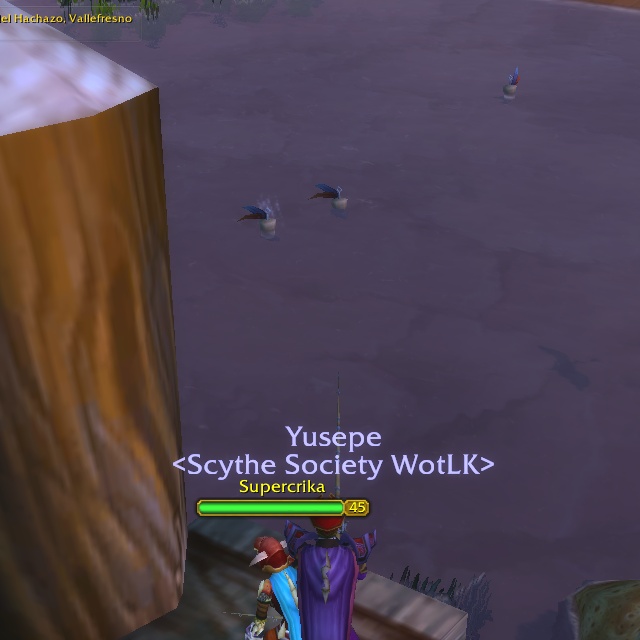 el Hachazo, Vallefresno
Yusepe
<Scythe Society WotLK>
Supercrika
45